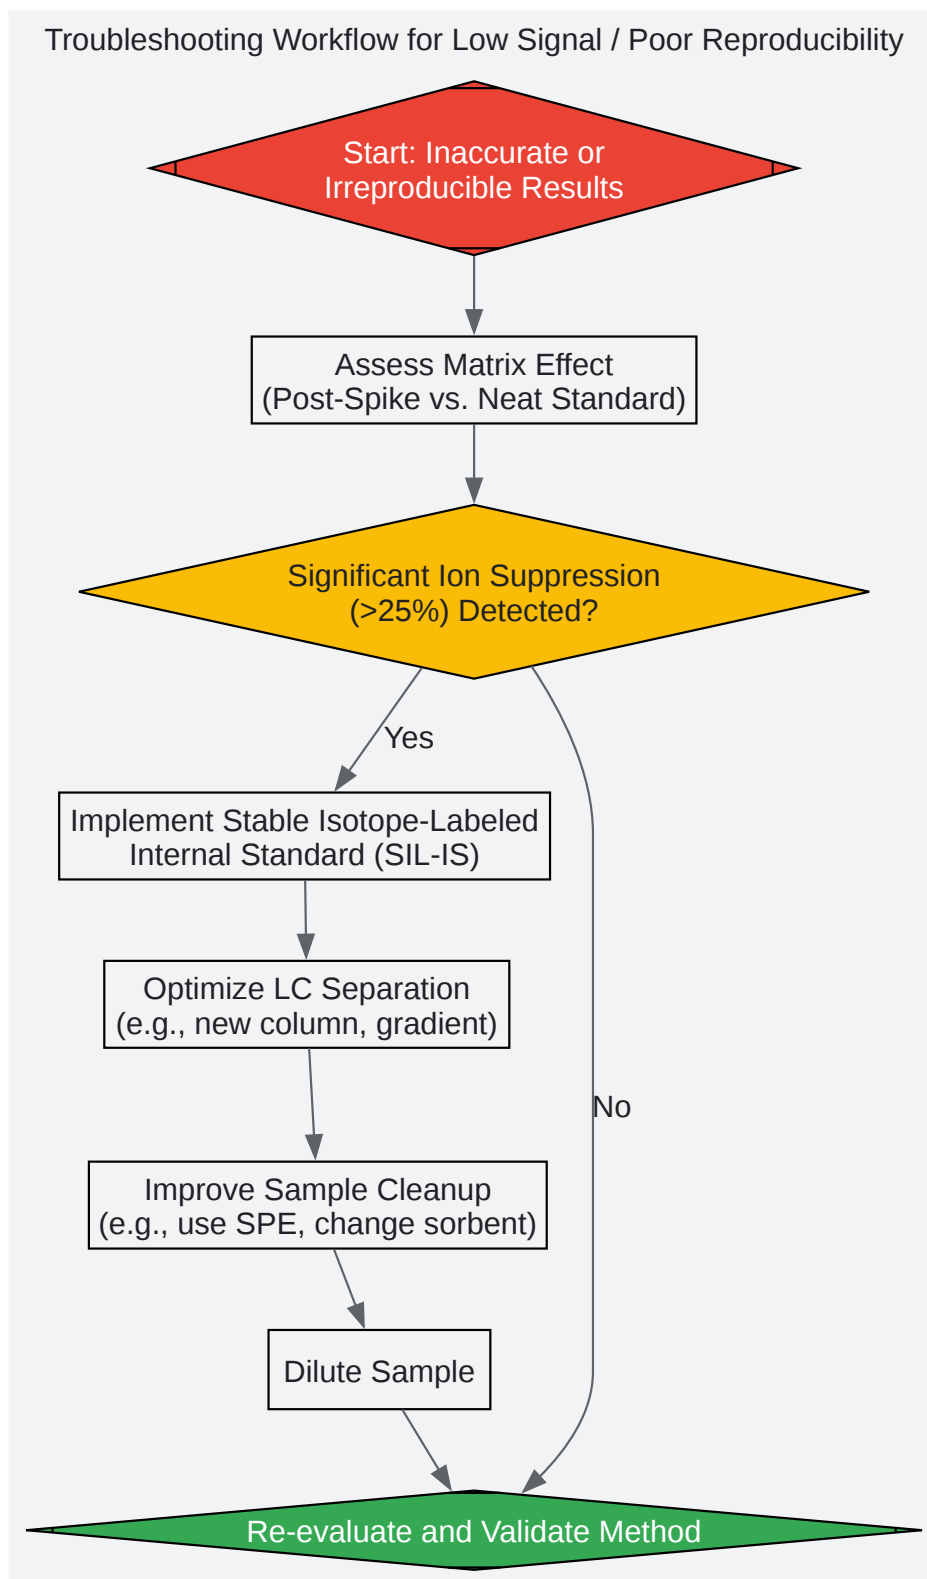 Troubleshooting Workflow for Low Signal / Poor Reproducibility
Start: Inaccurate or
Irreproducible Results
Assess Matrix Effect
(Post-Spike vs. Neat Standard)
Significant Ion Suppression
(>25%) Detected?
Yes
Implement Stable Isotope-Labeled
Internal Standard (SIL-IS)
Optimize LC Separation
(e.g., new column, gradient)
No
Improve Sample Cleanup
(e.g., use SPE, change sorbent)
Dilute Sample
Re-evaluate and Validate Method